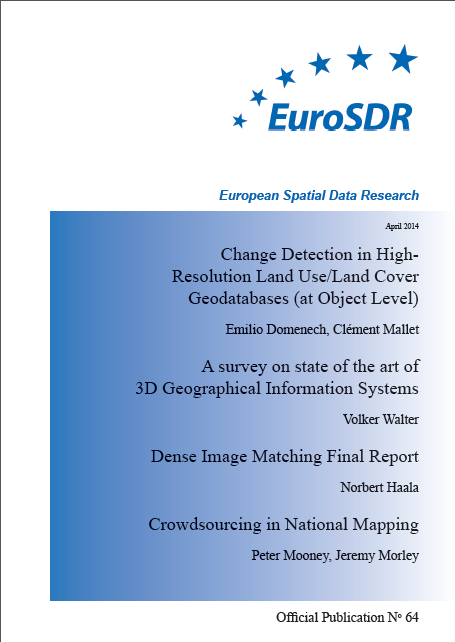 EuroSDR
European Spatial Data Research
April 2014
Change Detection in High-
Resolution Land Use/Land Cover
Geodatabases (at Object Level)
Emilio Domenech, Clément Mallet
A survey on state of the art of
3D Geographical Information Systems
Volker Walter
Dense Image Matching Final Report
Norbert Haala
Crowdsourcing in National Mapping
Peter Mooney, Jeremy Morley
Official Publication Nº 64